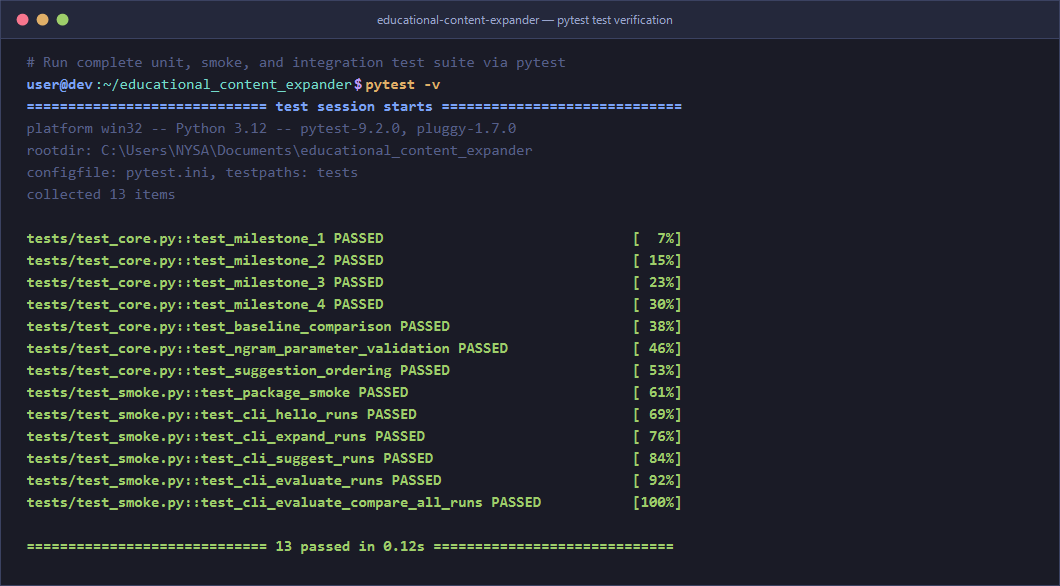 educational-content-expander — pytest test verification
# Run complete unit, smoke, and integration test suite via pytest
user@dev:~/educational_content_expander$ pytest -v
============================= test session starts =============================
platform win32 -- Python 3.12 -- pytest-9.2.0, pluggy-1.7.0
rootdir: C:\Users\NYSA\Documents\educational_content_expander
configfile: pytest.ini, testpaths: tests
collected 13 items
tests/test_core.py::test_milestone_1 PASSED [  7%]
tests/test_core.py::test_milestone_2 PASSED [ 15%]
tests/test_core.py::test_milestone_3 PASSED [ 23%]
tests/test_core.py::test_milestone_4 PASSED [ 30%]
tests/test_core.py::test_baseline_comparison PASSED [ 38%]
tests/test_core.py::test_ngram_parameter_validation PASSED [ 46%]
tests/test_core.py::test_suggestion_ordering PASSED [ 53%]
tests/test_smoke.py::test_package_smoke PASSED [ 61%]
tests/test_smoke.py::test_cli_hello_runs PASSED [ 69%]
tests/test_smoke.py::test_cli_expand_runs PASSED [ 76%]
tests/test_smoke.py::test_cli_suggest_runs PASSED [ 84%]
tests/test_smoke.py::test_cli_evaluate_runs PASSED [ 92%]
tests/test_smoke.py::test_cli_evaluate_compare_all_runs PASSED [100%]
============================= 13 passed in 0.12s =============================